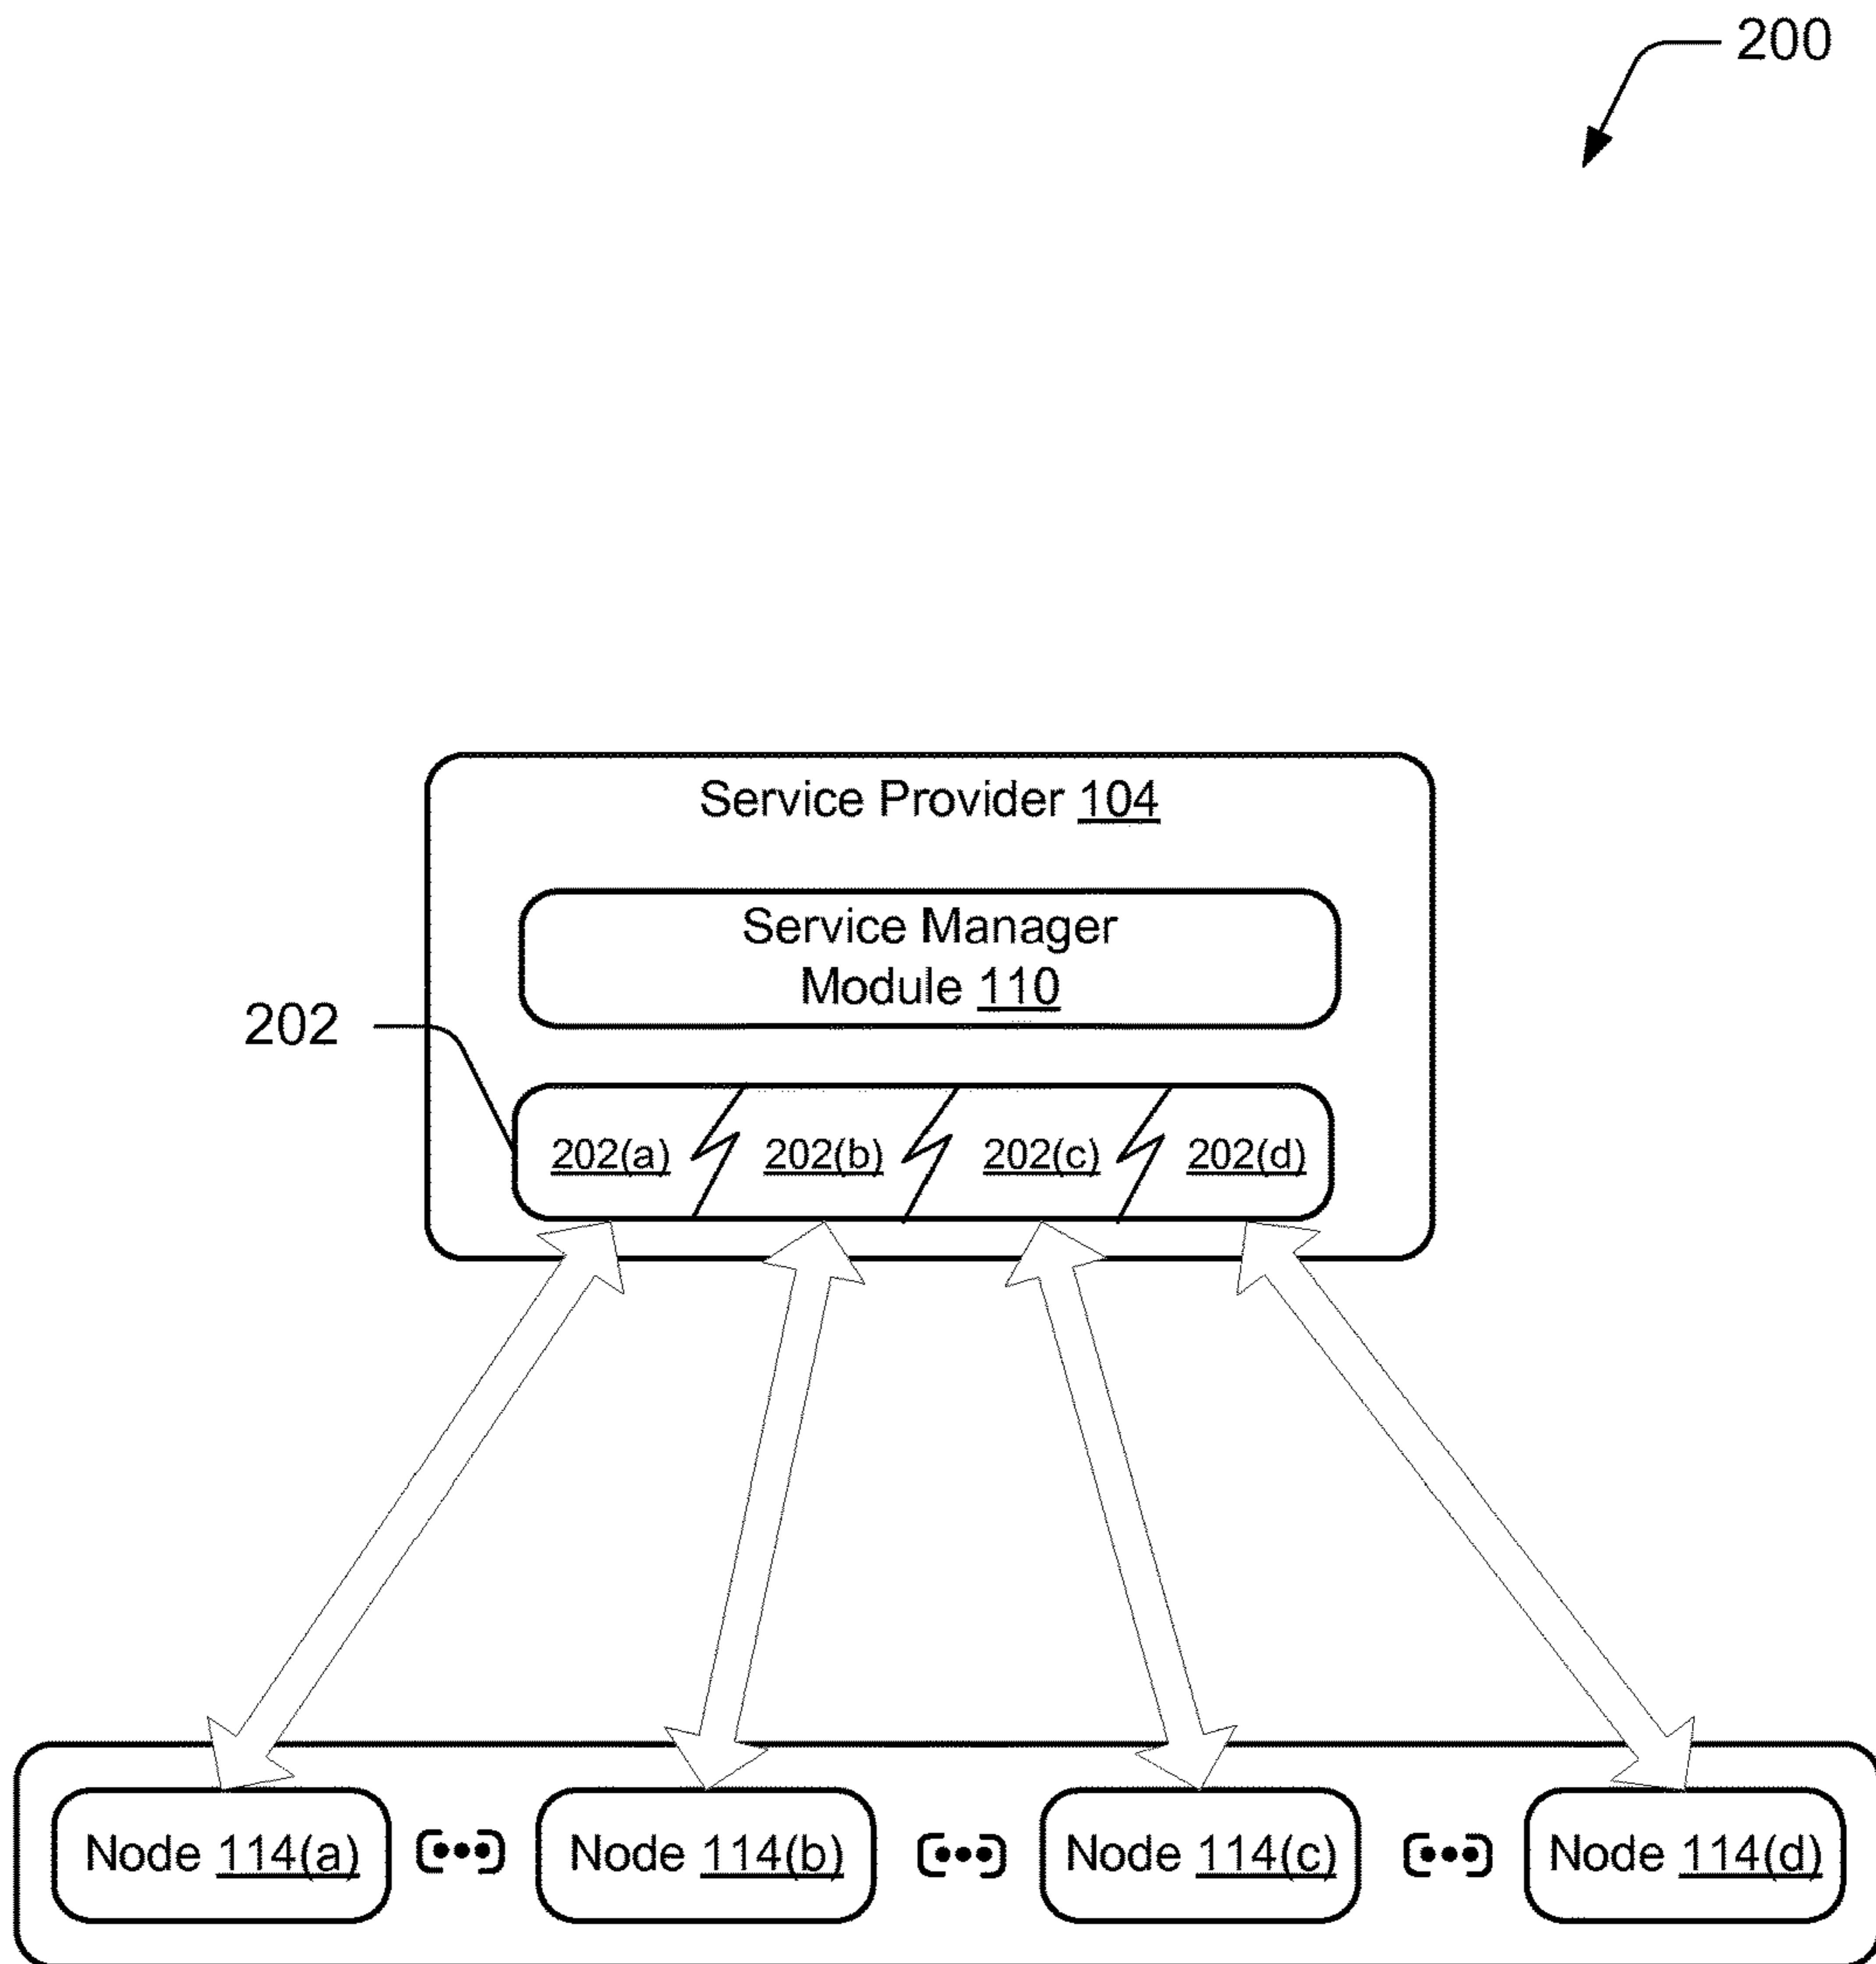 200
Service Provider 104
Service Manager
Module 110
202
202(a) 202(b) 202(c) 202(d)
Node 114(a) Node 114(b) Node 114(c) Node 114(d)